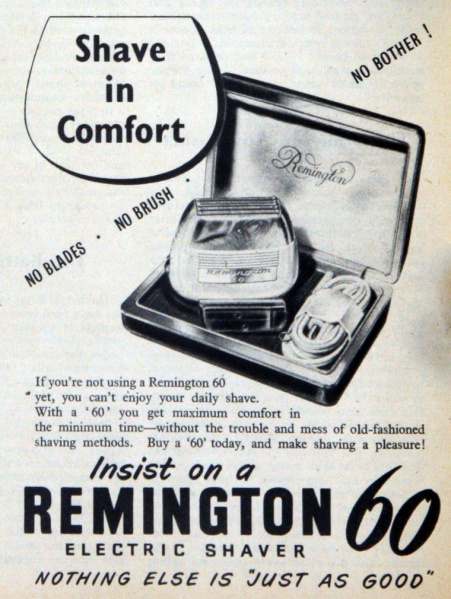 Shave
in
Comfort
NO BLADES · NO BRUSH · NO BOTHER!
Remington
Remington
60
If you're not using a Remington 60
yet, you can't enjoy your daily shave.
With a '60' you get maximum comfort in
the minimum time—without the trouble and mess of old-fashioned
shaving methods. Buy a '60' today, and make shaving a pleasure!
Insist on a
REMINGTON 60
ELECTRIC SHAVER
NOTHING ELSE IS "JUST AS GOOD"